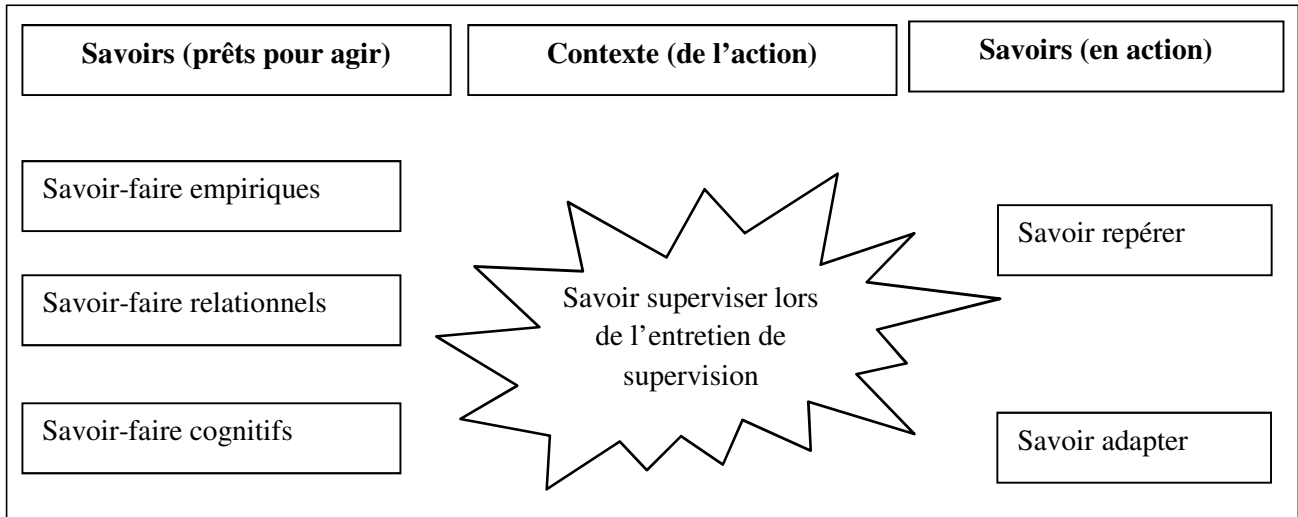 Savoirs (prêts pour agir)
Contexte (de l’action)
Savoirs (en action)
Savoir-faire empiriques
Savoir-faire relationnels
Savoir-faire cognitifs
Savoir superviser lors
de l’entretien de
supervision
Savoir repérer
Savoir adapter